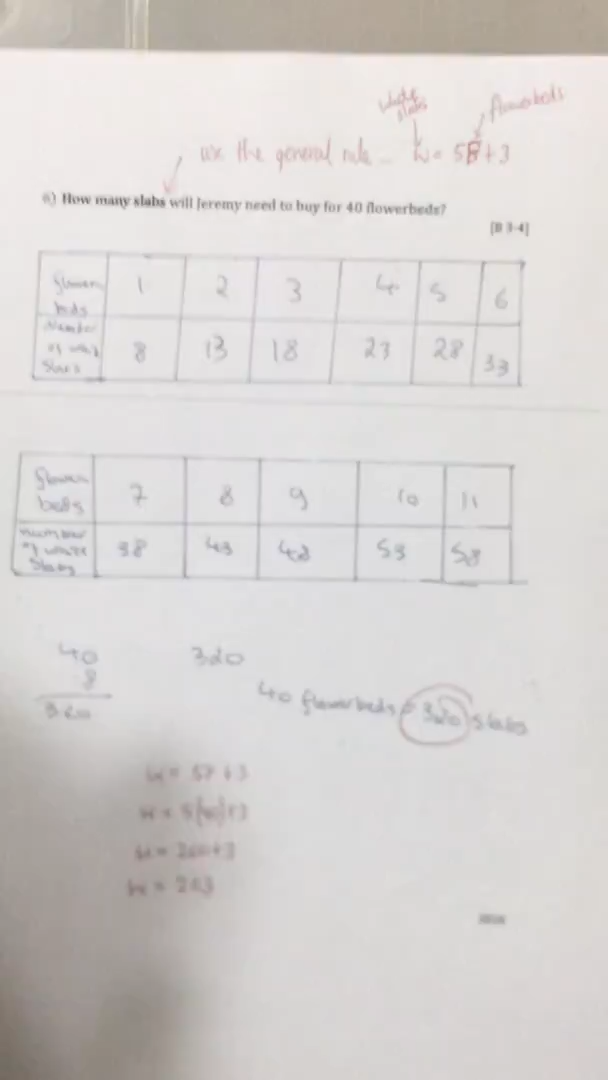 white slabs
flowerbeds
use the general rule... W = 5F+3
6) How many slabs will Jeremy need to buy for 40 flowerbeds?
[B 3-4]
flower beds 1 2 3 4 5 6
Number of whit slabs 8 13 18 23 28 33
flower beds 7 8 9 10 11
number of white slabs 38 43 48 53 58
40
320
8
320
40 flowerbeds = 320 slabs
W = 5F+3
W = 5(40)+3
W = 200+3
W = 203